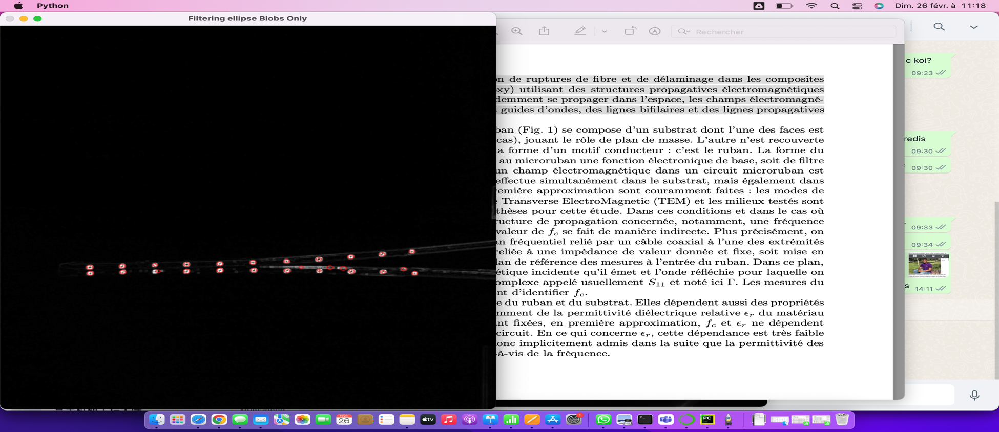 Python
Dim. 26 févr. à 11:18
Filtering ellipse Blobs Only
Rechercher
on de ruptures de fibre et de délaminage dans les composites
oxy) utilisant des structures propagatives électromagnétiques
demment se propager dans l'espace, les champs électromagné-
s guides d'ondes, des lignes bifilaires et des lignes propagatives
ban (Fig. 1) se compose d'un substrat dont l'une des faces est
cas), jouant le rôle de plan de masse. L'autre n'est recouverte
la forme d'un motif conducteur : c'est le ruban. La forme du
au microruban une fonction électronique de base, soit de filtre
un champ électromagnétique dans un circuit microruban est
effectue simultanément dans le substrat, mais également dans
remière approximation sont couramment faites : les modes de
e Transverse ElectroMagnetic (TEM) et les milieux testés sont
thèses pour cette étude. Dans ces conditions et dans le cas où
ructure de propagation concernée, notamment, une fréquence
valeur de f_c se fait de manière indirecte. Plus précisément, on
an fréquentiel relié par un câble coaxial à l'une des extrémités
reliée à une impédance de valeur donnée et fixe, soit mise en
lan de référence des mesures à l'entrée du ruban. Dans ce plan,
étique incidente qu'il émet et l'onde réfléchie pour laquelle on
omplexe appelé usuellement S_11 et noté ici Γ. Les mesures du
ent d'identifier f_c.
e du ruban et du substrat. Elles dépendent aussi des propriétés
mment de la permittivité diélectrique relative ϵ_r du matériau
ant fixées, en première approximation, f_c et ϵ_r ne dépendent
circuit. En ce qui concerne ϵ_r, cette dépendance est très faible
onc implicitement admis dans la suite que la permittivité des
-à-vis de la fréquence.
c koi?
09:23
redis
09:30
09:30
09:33
09:34
s 14:11
FÉVR.
26
tv
1
PC